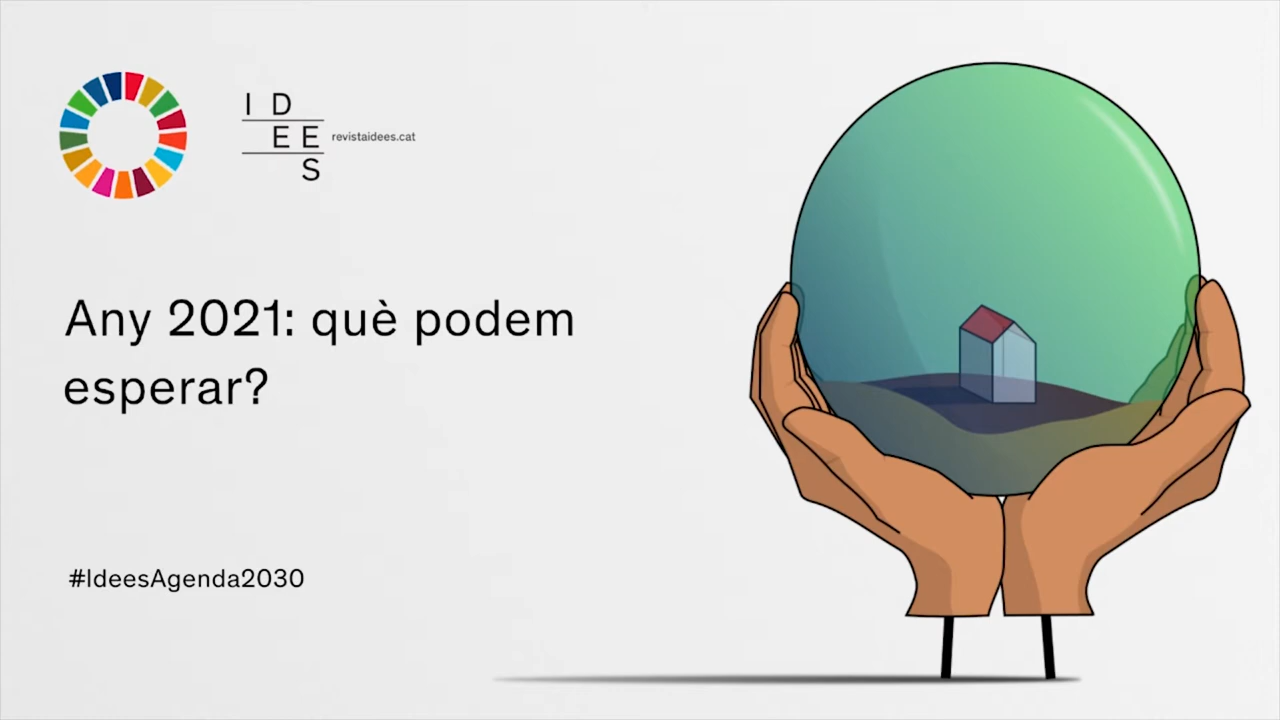 I D
E E
S
revistaidees.cat
Any 2021: què podem
esperar?
#IdeesAgenda2030